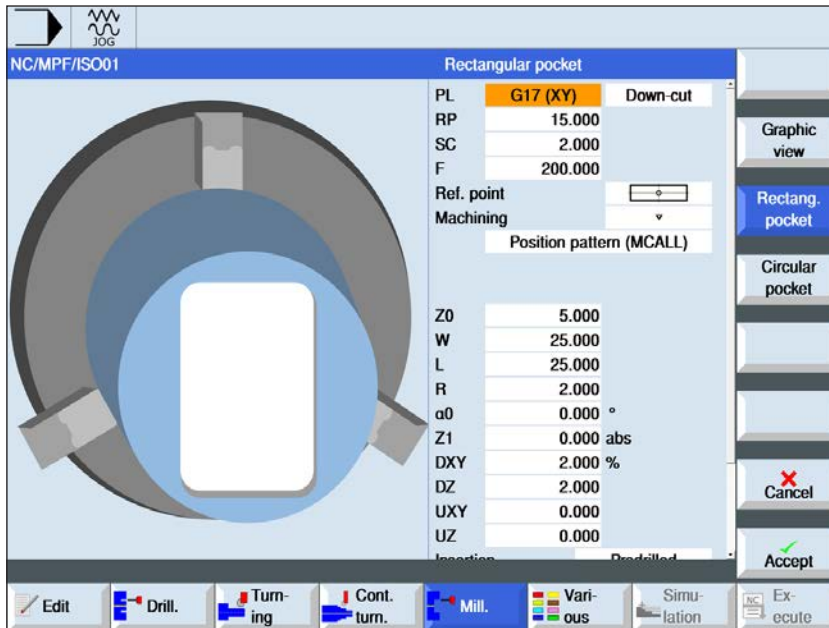 JOG
NC/MPF/ISO01
Rectangular pocket
PL G17 (XY) Down-cut
RP 15.000
SC 2.000
F 200.000
Ref. point
Machining
Position pattern (MCALL)
Z0 5.000
W 25.000
L 25.000
R 2.000
α0 0.000 °
Z1 0.000 abs
DXY 2.000 %
DZ 2.000
UXY 0.000
UZ 0.000
Insertion Predrilled
Graphic
view
Rectang.
pocket
Circular
pocket
Cancel
Accept
Edit
Drill.
Turn-
ing
Cont.
turn.
Mill.
Vari-
ous
Simu-
lation
NC
Ex-
ecute